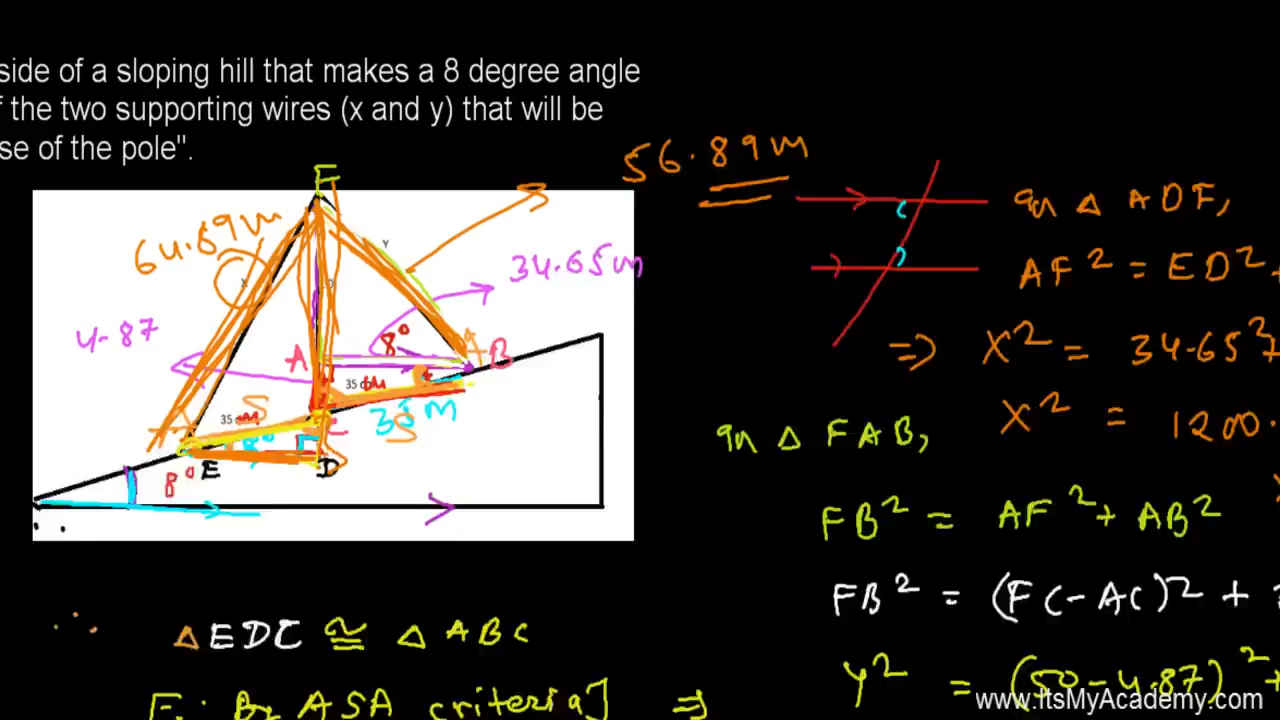 side of a sloping hill that makes a 8 degree angle
f the two supporting wires (x and y) that will be
se of the pole".
56.89m
F
64.89m
Y
X
34.65m
4.87
8°
A
B
35
m
35
35 m
8°
E
D
In △ ADF,
AF² = ED² +
=> X² = 34.65²
X² = 1200.
In △ FAB,
FB² = AF² + AB²
FB² = (FC-AC)² +
Y² = (50-4.87)² +
∴ △EDC ≅ △ABC
[∵ By ASA criteria] =>
www.ItsMyAcademy.com